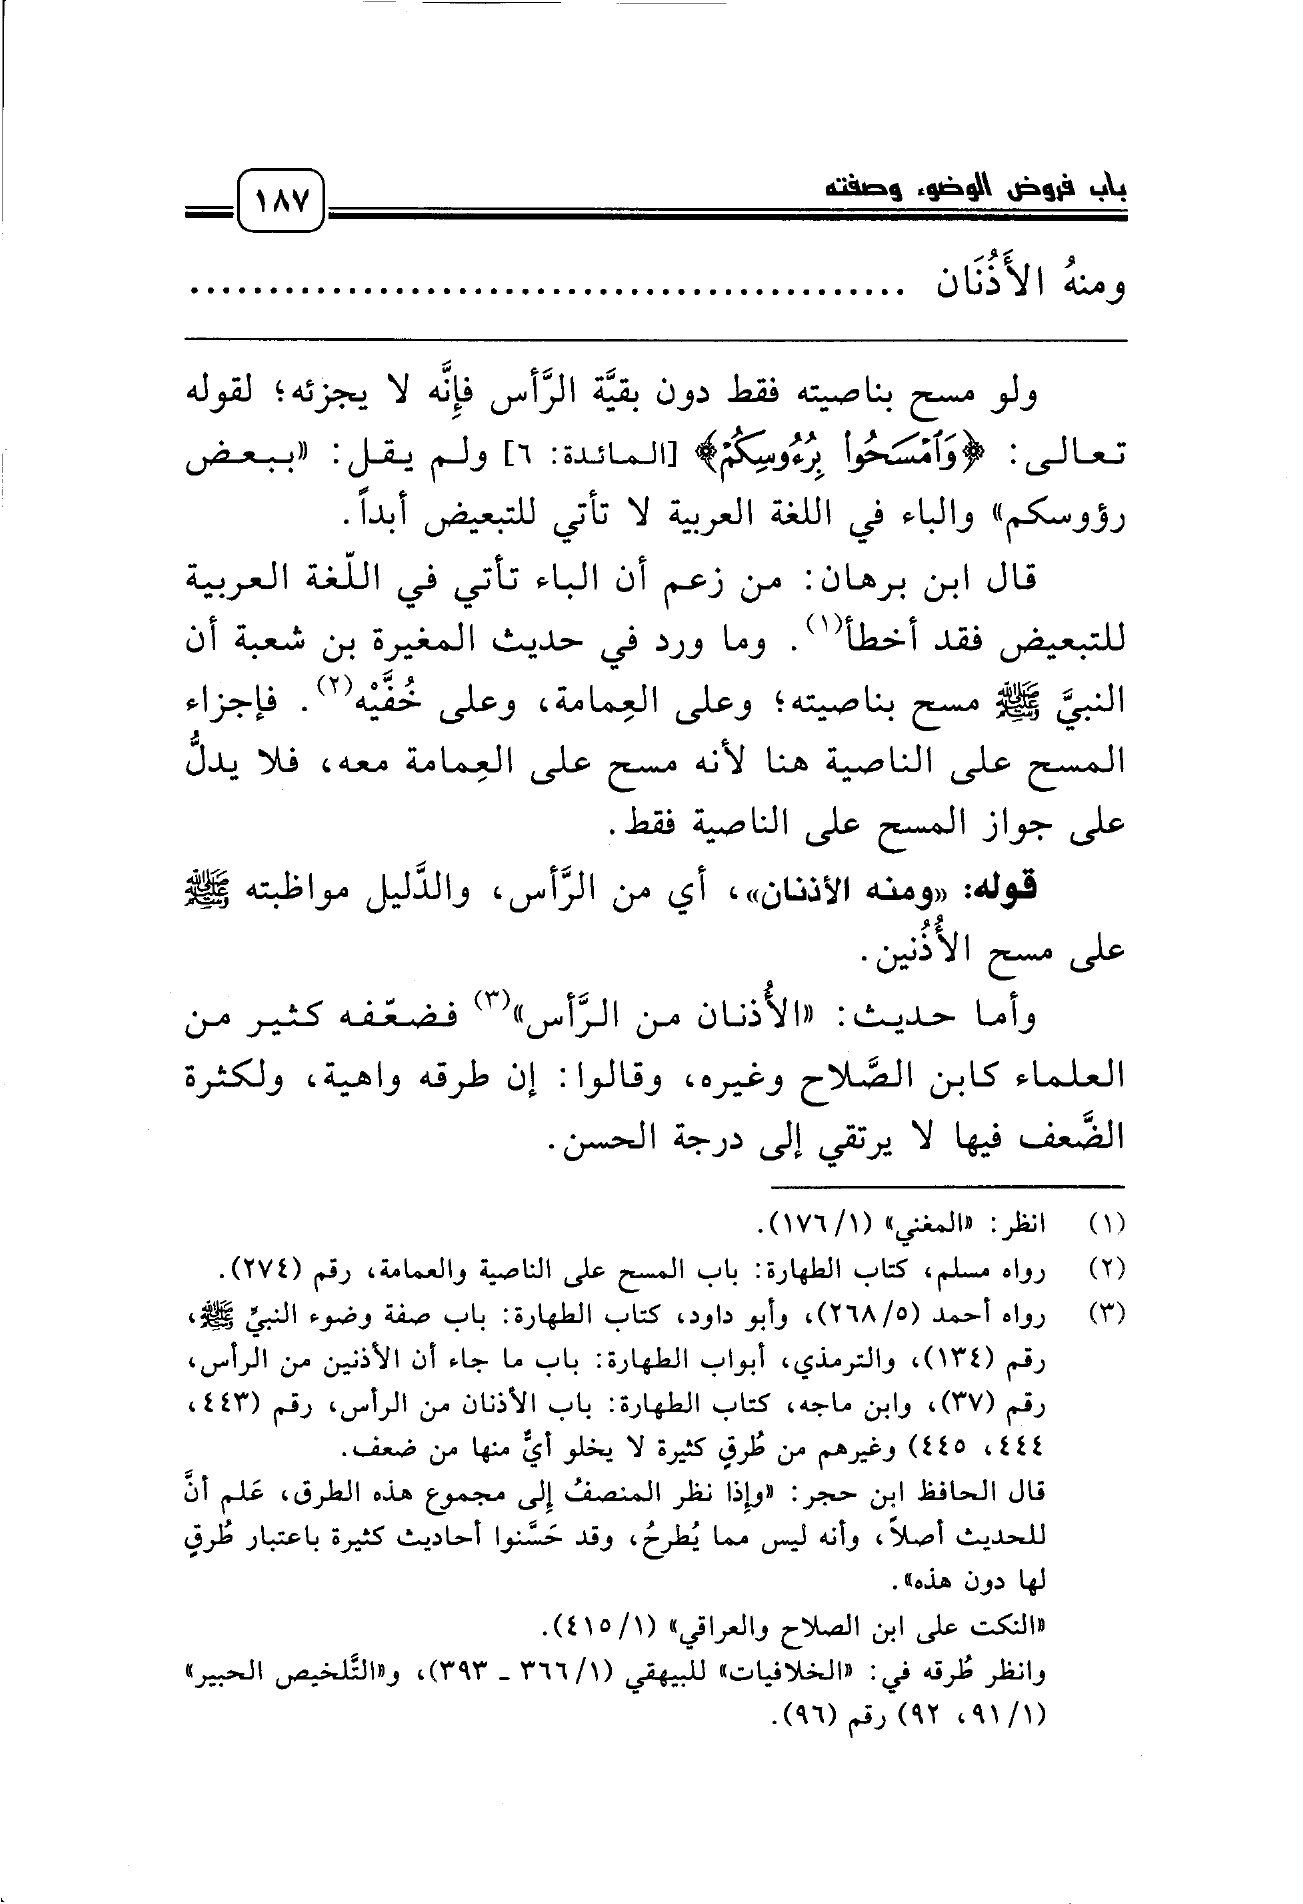 باب فروض الوضوء وصفته
١٨٧
ومنهُ الأَذُنَان ..............................................
ولو مسح بناصيته فقط دون بقيَّة الرَّأس فإِنَّه لا يجزئه؛ لقوله
تعالى: ﴿وَٱمْسَحُوا۟ بِرُءُوسِكُمْ﴾ [المائدة: ٦] ولم يقل: «ببعض
رؤوسكم» والباء في اللغة العربية لا تأتي للتبعيض أبداً.
قال ابن برهان: من زعم أن الباء تأتي في اللّغة العربية
للتبعيض فقد أخطأ(١). وما ورد في حديث المغيرة بن شعبة أن
النبيَّ ﷺ مسح بناصيته؛ وعلى العِمامة، وعلى خُفَّيْه(٢). فإجزاء
المسح على الناصية هنا لأنه مسح على العِمامة معه، فلا يدلُّ
على جواز المسح على الناصية فقط.
قوله: «ومنه الأذنان»، أي من الرَّأس، والدَّليل مواظبته ﷺ
على مسح الأُذُنين.
وأما حديث: «الأُذنان من الرَّأس»(٣) فضعّفه كثير من
العلماء كابن الصَّلاح وغيره، وقالوا: إن طرقه واهية، ولكثرة
الضَّعف فيها لا يرتقي إلى درجة الحسن.
(١) انظر: «المغني» (١/ ١٧٦).
(٢) رواه مسلم، كتاب الطهارة: باب المسح على الناصية والعمامة، رقم (٢٧٤).
(٣) رواه أحمد (٥/ ٢٦٨)، وأبو داود، كتاب الطهارة: باب صفة وضوء النبيِّ ﷺ،
رقم (١٣٤)، والترمذي، أبواب الطهارة: باب ما جاء أن الأذنين من الرأس،
رقم (٣٧)، وابن ماجه، كتاب الطهارة: باب الأذنان من الرأس، رقم (٤٤٣،
٤٤٤، ٤٤٥) وغيرهم من طُرقٍ كثيرة لا يخلو أيٌّ منها من ضعف.
قال الحافظ ابن حجر: «وإذا نظر المنصفُ إلى مجموع هذه الطرق، عَلم أنَّ
للحديث أصلاً، وأنه ليس مما يُطرحُ، وقد حَسَّنوا أحاديث كثيرة باعتبار طُرقٍ
لها دون هذه».
«النكت على ابن الصلاح والعراقي» (١/ ٤١٥).
وانظر طُرقه في: «الخلافيات» للبيهقي (١/ ٣٦٦ ـ ٣٩٣)، و«التَّلخيص الحبير»
(١/ ٩١، ٩٢) رقم (٩٦).